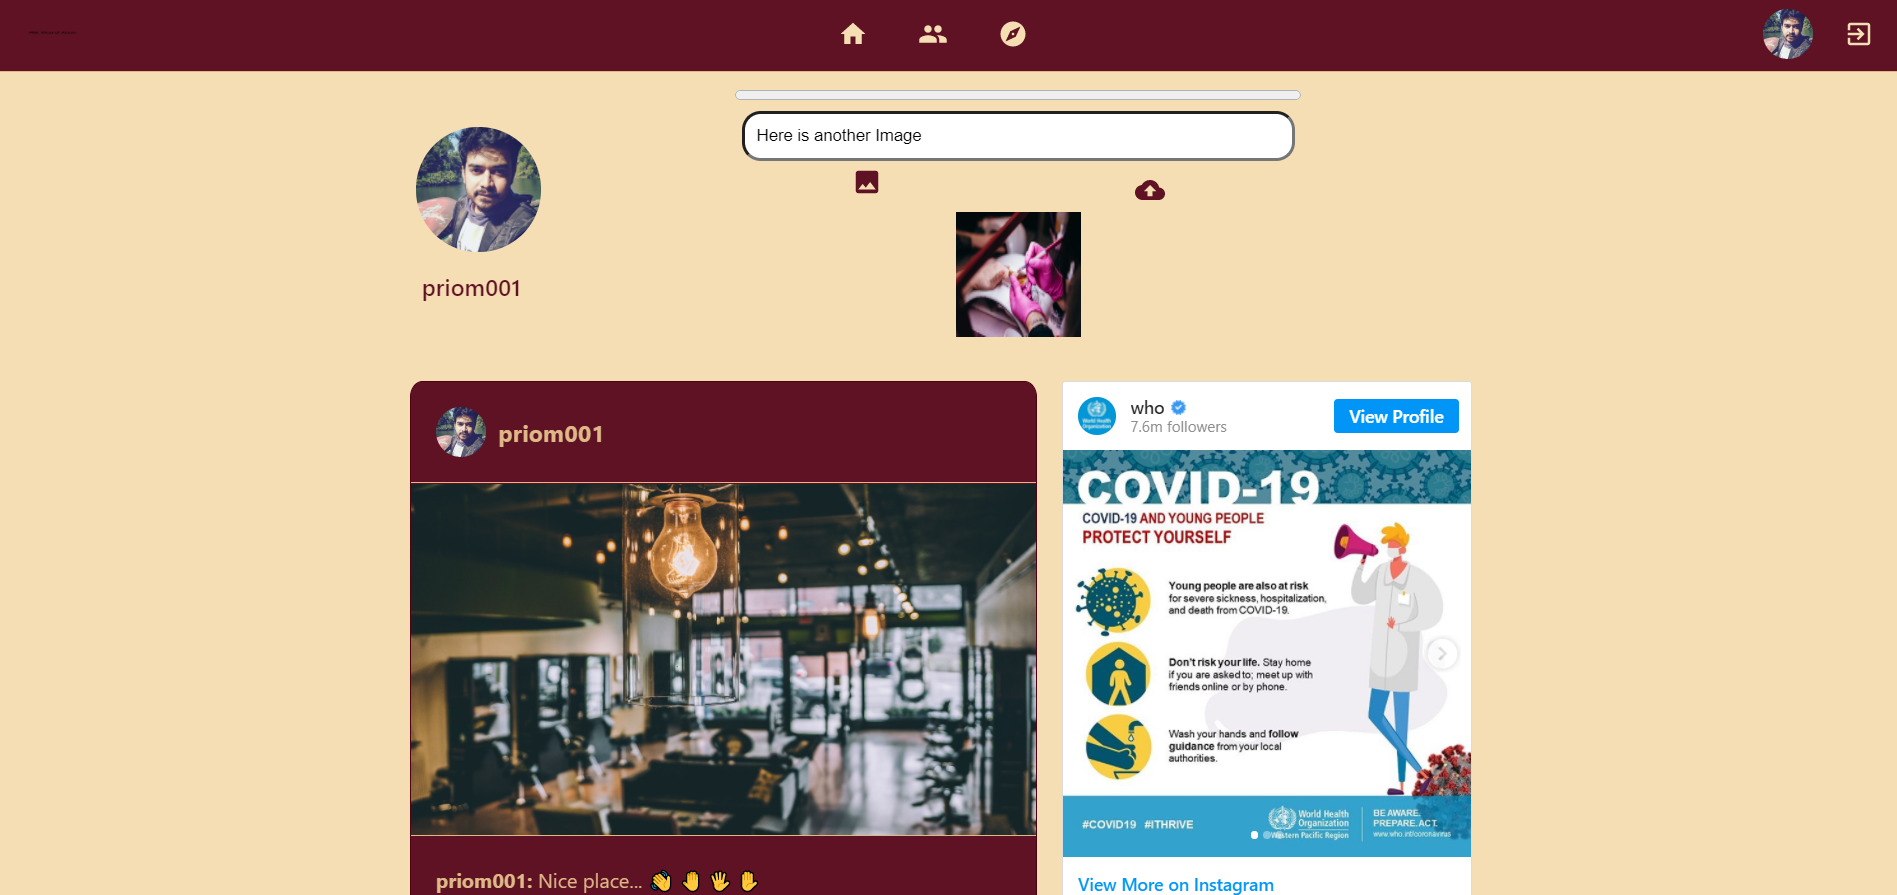 Here is another Image
priom001
priom001
priom001: Nice place... 👋 🤚 🖐 ✋
who
7.6m followers
View Profile
COVID-19
COVID-19 AND YOUNG PEOPLE
PROTECT YOURSELF
Young people are also at risk
for severe sickness, hospitalization,
and death from COVID-19.
Don't risk your life. Stay home
if you are asked to; meet up with
friends online or by phone.
Wash your hands and follow
guidance from your local
authorities.
#COVID19 #ITHRIVE
World Health
Organization
Western Pacific Region
BE AWARE.
PREPARE. ACT.
www.who.int/coronavirus
View More on Instagram